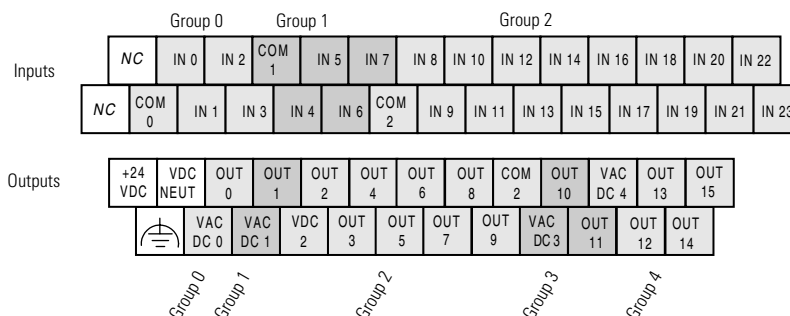 Group 0 Group 1 Group 2
Inputs
NC IN 0 IN 2 COM 1 IN 5 IN 7 IN 8 IN 10 IN 12 IN 14 IN 16 IN 18 IN 20 IN 22
NC COM 0 IN 1 IN 3 IN 4 IN 6 COM 2 IN 9 IN 11 IN 13 IN 15 IN 17 IN 19 IN 21 IN 23
Outputs
+24 VDC VDC NEUT OUT 0 OUT 1 OUT 2 OUT 4 OUT 6 OUT 8 COM 2 OUT 10 VAC DC 4 OUT 13 OUT 15
VAC DC 0 VAC DC 1 VDC 2 OUT 3 OUT 5 OUT 7 OUT 9 VAC DC 3 OUT 11 OUT 12 OUT 14
Group 0 Group 1 Group 2 Group 3 Group 4